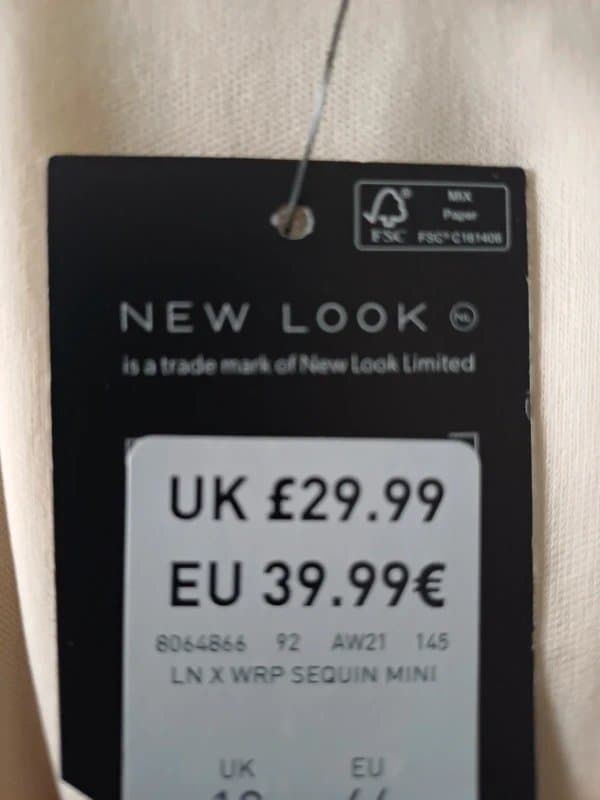 MIX
Paper
FSC
FSC® C161408
NEW LOOK NL
is a trade mark of New Look Limited
UK £29.99
EU 39.99€
8064866 92 AW21 145
LN X WRP SEQUIN MINI
UK EU